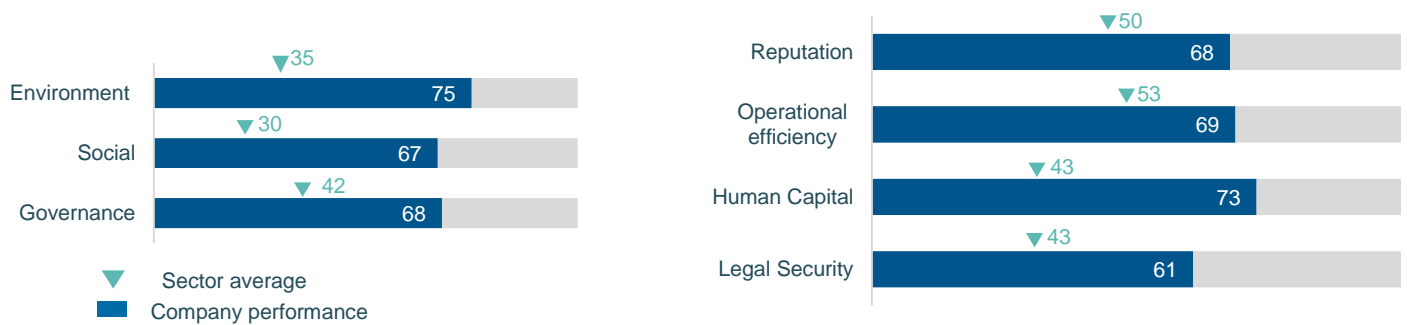 35
Environment
75
30
Social
67
42
Governance
68
Sector average
Company performance
50
Reputation
68
53
Operational
efficiency
69
43
Human Capital
73
43
Legal Security
61